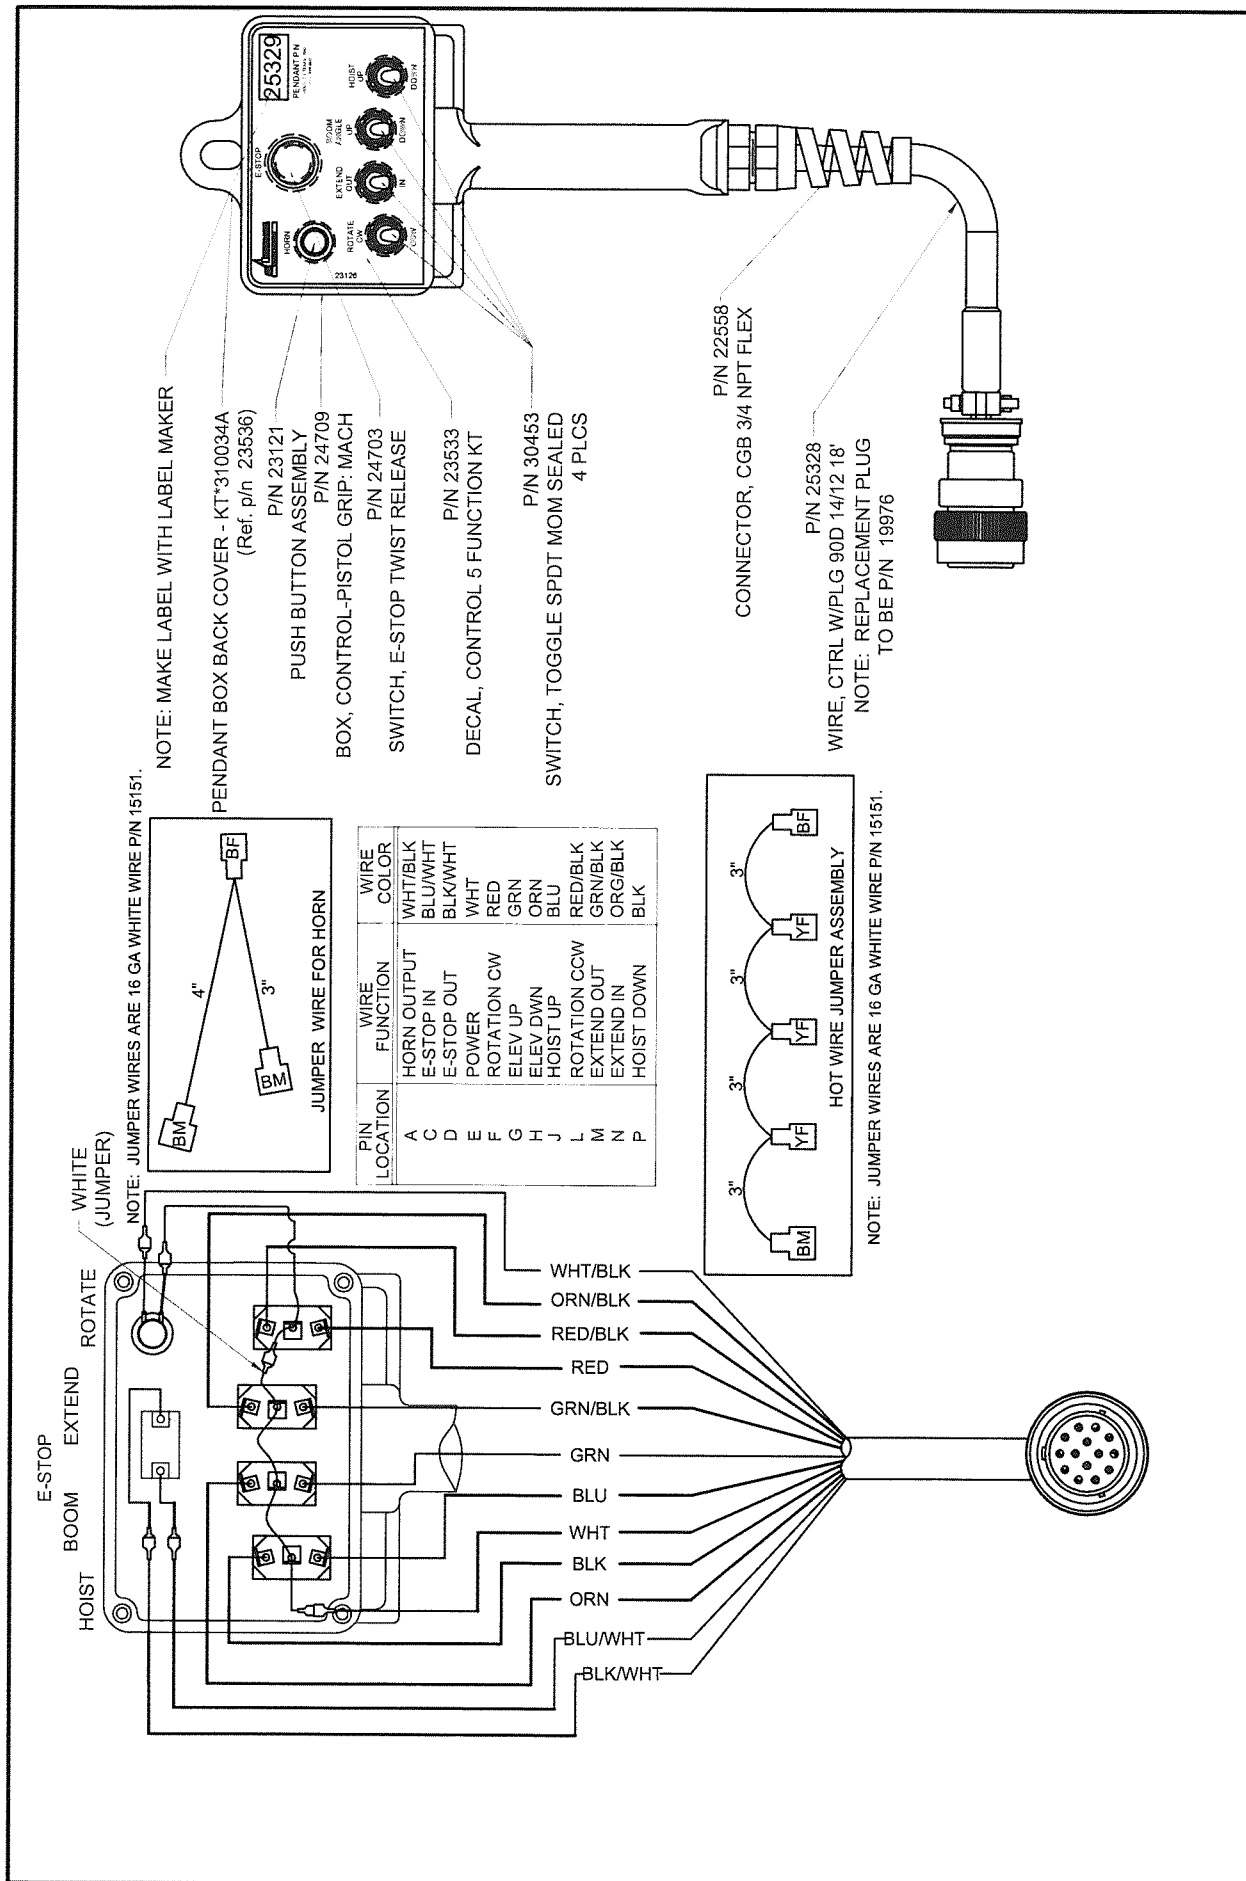 E-STOP
HOIST BOOM EXTEND ROTATE
WHITE
(JUMPER)
NOTE: JUMPER WIRES ARE 16 GA WHITE WIRE P/N 15151.
BM
BM
BF
4"
3"
JUMPER WIRE FOR HORN
PIN LOCATION WIRE FUNCTION WIRE COLOR
A HORN OUTPUT WHT/BLK
C E-STOP IN BLU/WHT
D E-STOP OUT BLK/WHT
E POWER WHT
F ROTATION CW RED
G ELEV UP GRN
H ELEV DWN ORN
J HOIST UP BLU
L ROTATION CCW RED/BLK
M EXTEND OUT GRN/BLK
N EXTEND IN ORG/BLK
P HOIST DOWN BLK
BM 3" YF 3" YF 3" YF 3" BF
HOT WIRE JUMPER ASSEMBLY
NOTE: JUMPER WIRES ARE 16 GA WHITE WIRE P/N 15151.
WHT/BLK
ORN/BLK
RED/BLK
RED
GRN/BLK
GRN
BLU
WHT
BLK
ORN
BLU/WHT
BLK/WHT
NOTE: MAKE LABEL WITH LABEL MAKER
PENDANT BOX BACK COVER - KT*310034A
(Ref. p/n 23536)
P/N 23121
PUSH BUTTON ASSEMBLY
P/N 24709
BOX, CONTROL-PISTOL GRIP: MACH
P/N 24703
SWITCH, E-STOP TWIST RELEASE
P/N 23533
DECAL, CONTROL 5 FUNCTION KT
P/N 30453
SWITCH, TOGGLE SPDT MOM SEALED
4 PLCS
P/N 22558
CONNECTOR, CGB 3/4 NPT FLEX
P/N 25328
WIRE, CTRL W/PLG 90D 14/12 18'
NOTE: REPLACEMENT PLUG
TO BE P/N 19976
25329
PENDANT P/N
E-STOP
HORN
ROTATE
CW
CCW
EXTEND
OUT
IN
BOOM
ANGLE
UP
DOWN
HOIST
UP
DOWN
23126